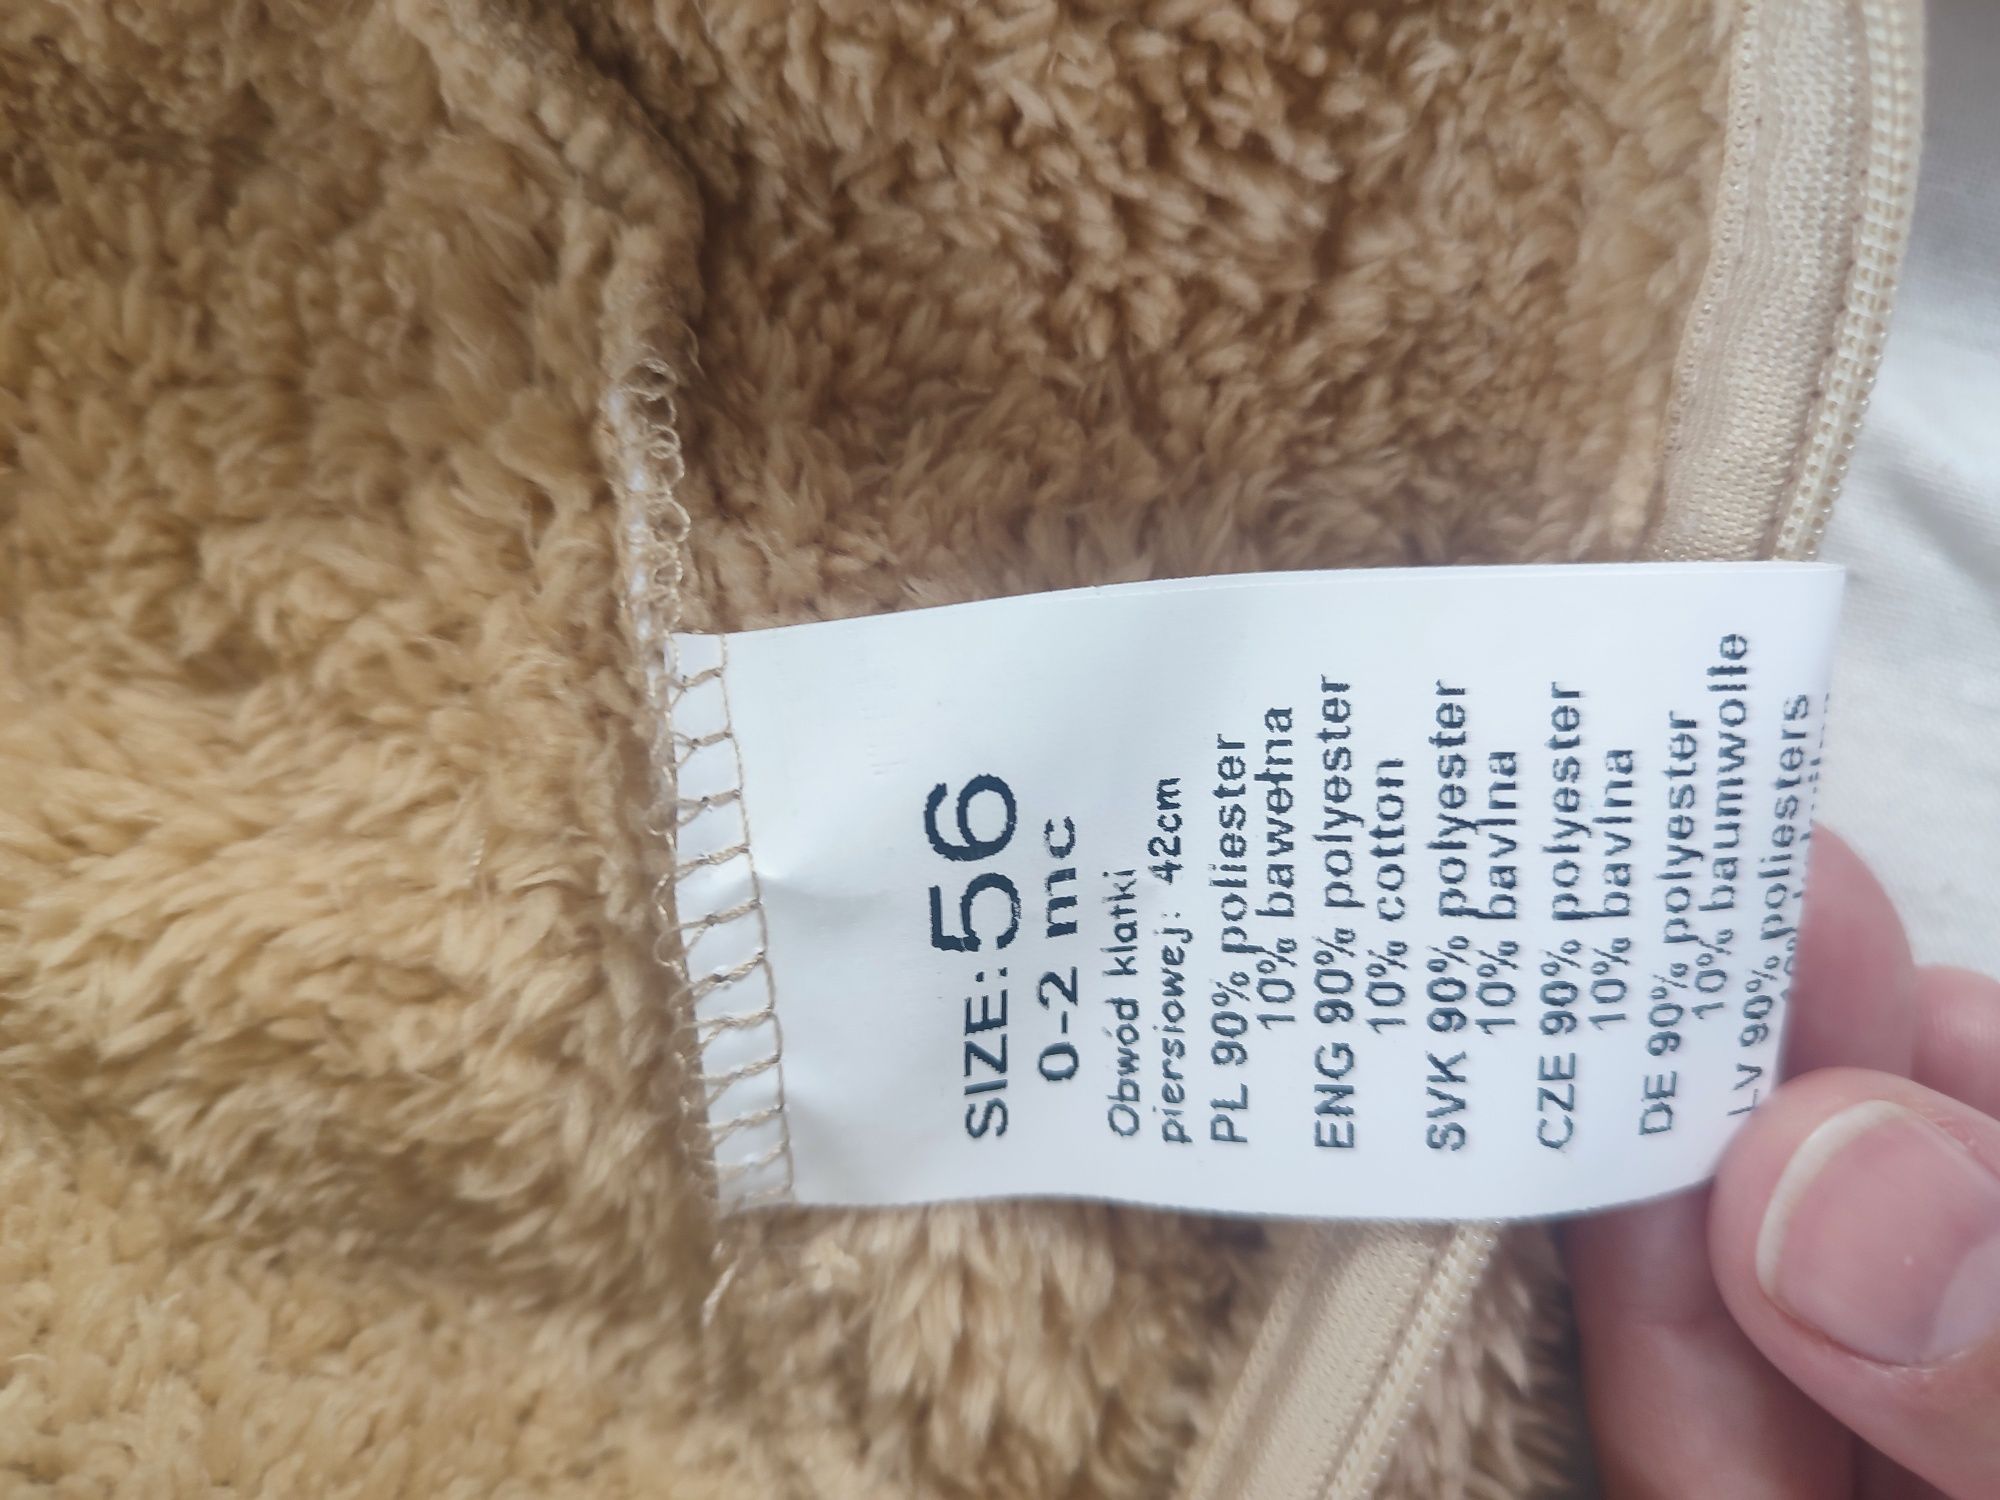 SIZE: 56
0-2 mc
Obwód klatki
piersiowej: 42cm
PL 90% poliester
10% bawełna
ENG 90% polyester
10% cotton
SVK 90% polyester
10% bavlna
CZE 90% polyester
10% bavlna
DE 90% polyester
10% baumwolle
LV 90% poliesters